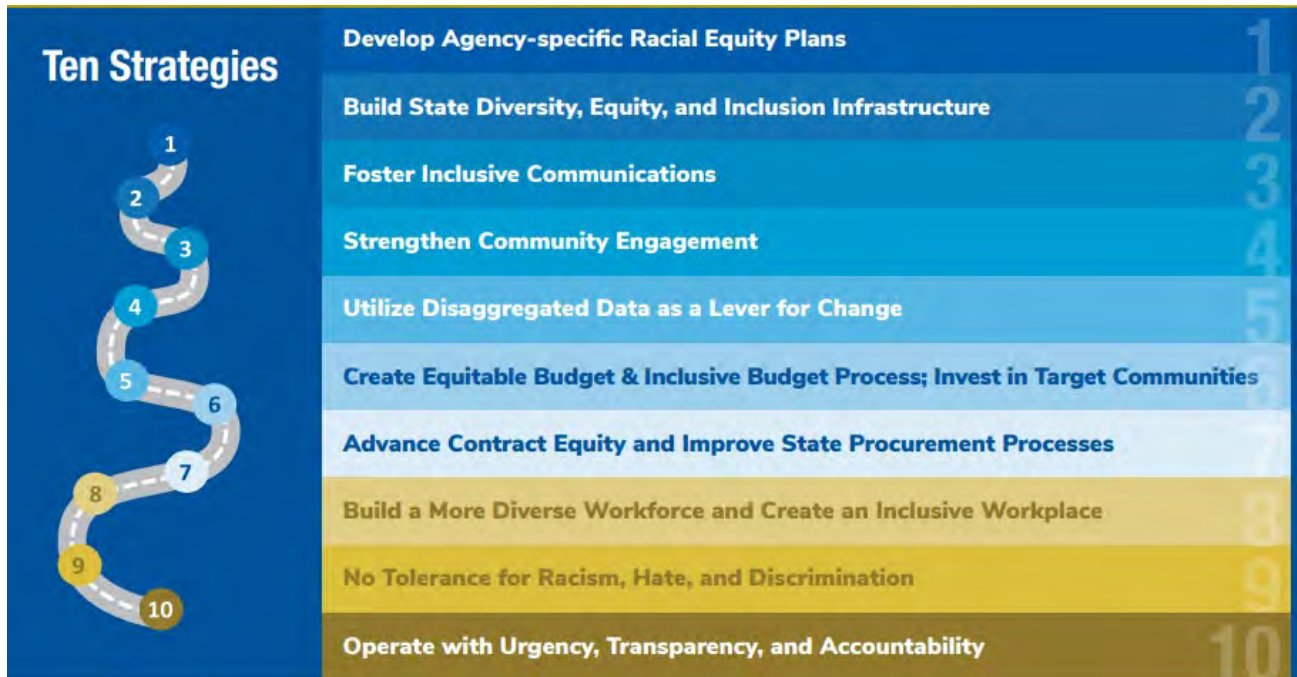 Ten Strategies
1
2
3
4
5
6
7
8
9
10
Develop Agency-specific Racial Equity Plans 1
Build State Diversity, Equity, and Inclusion Infrastructure 2
Foster Inclusive Communications 3
Strengthen Community Engagement 4
Utilize Disaggregated Data as a Lever for Change 5
Create Equitable Budget & Inclusive Budget Process; Invest in Target Communities 6
Advance Contract Equity and Improve State Procurement Processes 7
Build a More Diverse Workforce and Create an Inclusive Workplace 8
No Tolerance for Racism, Hate, and Discrimination 9
Operate with Urgency, Transparency, and Accountability 10